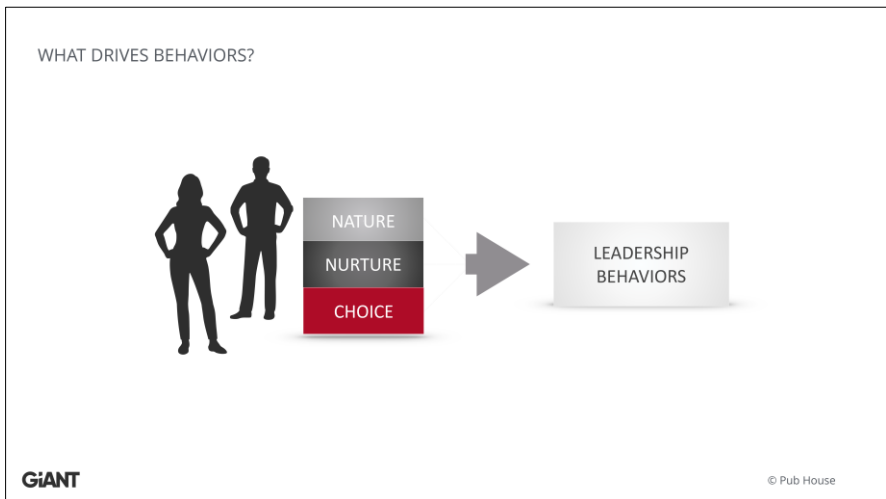 WHAT DRIVES BEHAVIORS?
NATURE
NURTURE
CHOICE
LEADERSHIP
BEHAVIORS
GiANT
© Pub House